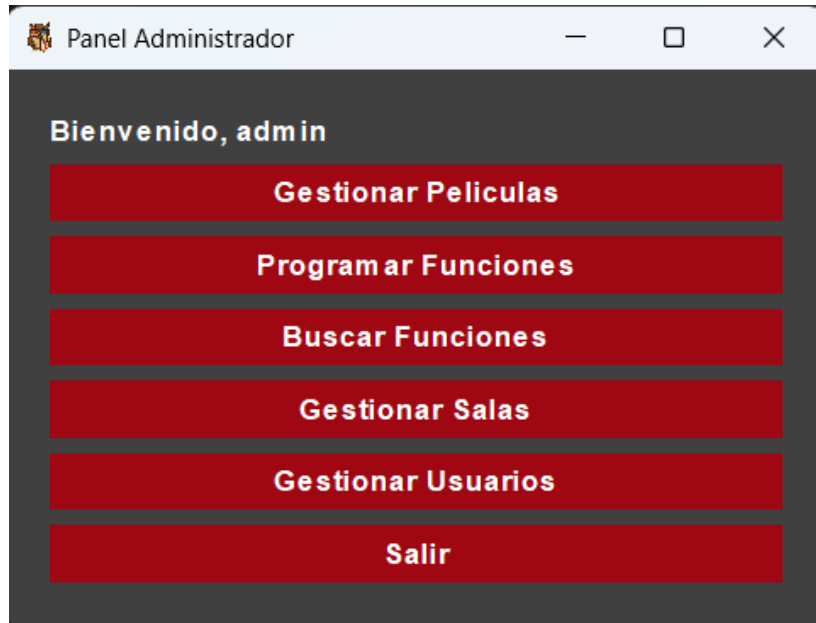 Panel Administrador
Bienvenido, admin
Gestionar Peliculas
Programar Funciones
Buscar Funciones
Gestionar Salas
Gestionar Usuarios
Salir